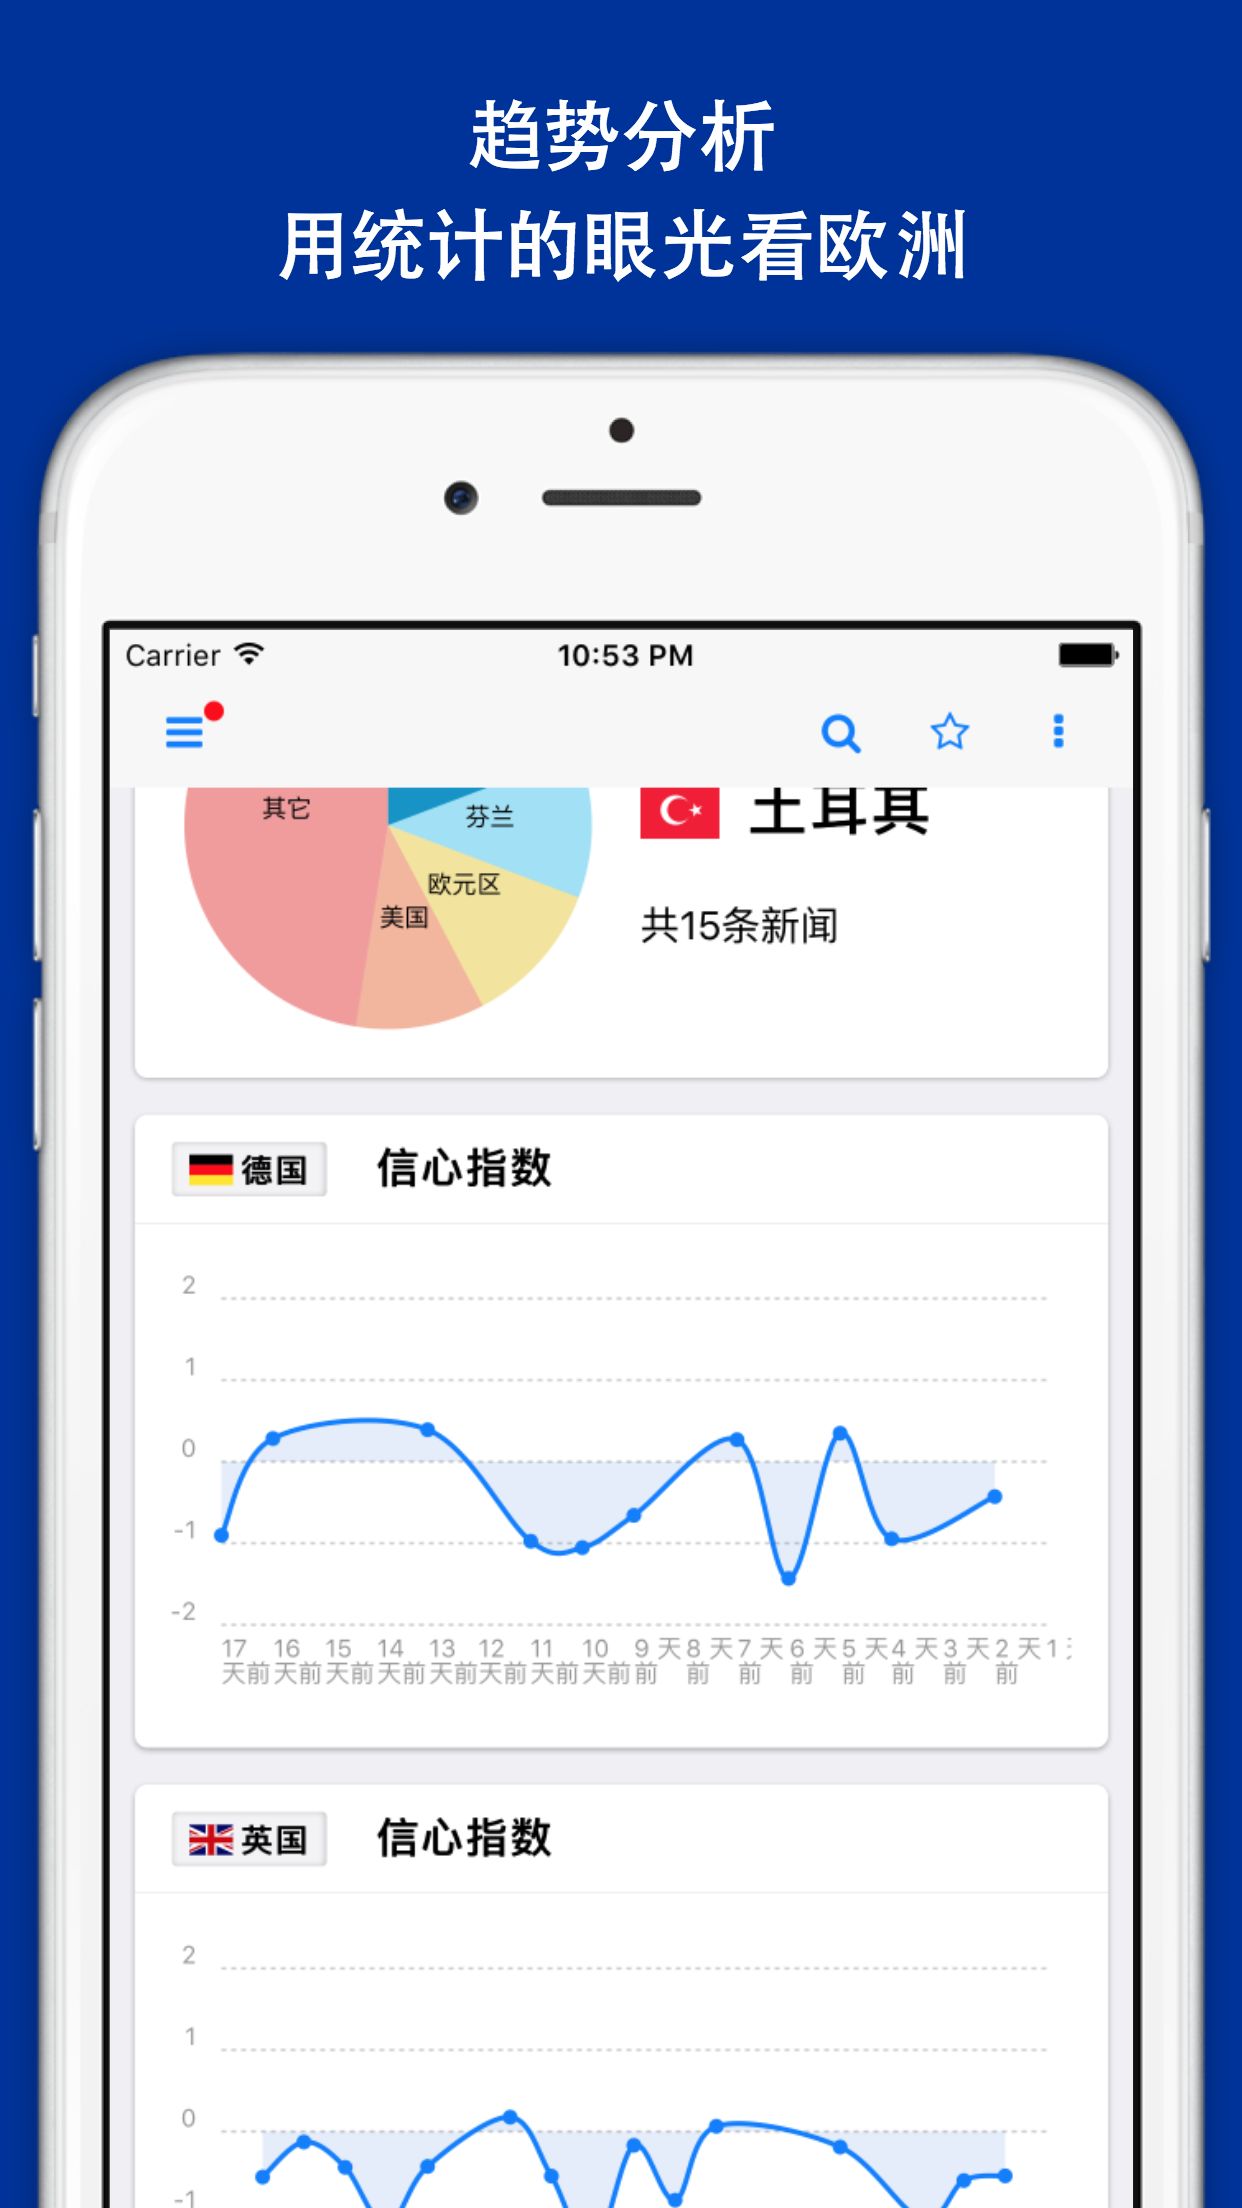 趋势分析
用统计的眼光看欧洲
Carrier
10:53 PM
其它
芬兰
欧元区
美国
土耳其
共15条新闻
德国
信心指数
2
1
0
-1
-2
17 天前
16 天前
15 天前
14 天前
13 天前
12 天前
11 天前
10 天前
9 天前
8 天前
7 天前
6 天前
5 天前
4 天前
3 天前
2 天前
1
英国
信心指数
2
1
0
-1